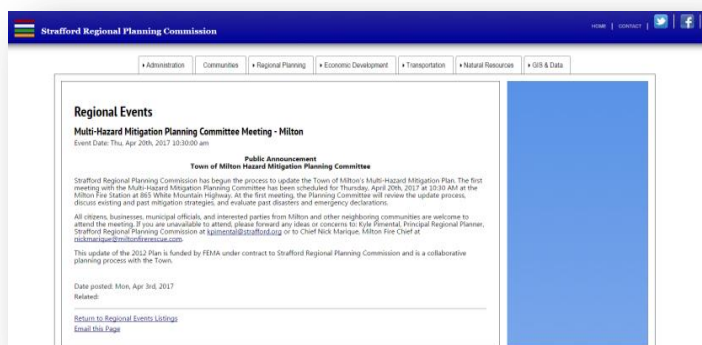 Strafford Regional Planning Commission
HOME | CONTACT |
Administration Communities Regional Planning Economic Development Transportation Natural Resources GIS & Data
Regional Events
Multi-Hazard Mitigation Planning Committee Meeting - Milton
Event Date: Thu, Apr 20th, 2017 10:30:00 am
Public Announcement
Town of Milton Hazard Mitigation Planning Committee
Strafford Regional Planning Commission has begun the process to update the Town of Milton's Multi-Hazard Mitigation Plan. The first
meeting with the Multi-Hazard Mitigation Planning Committee has been scheduled for Thursday, April 20th, 2017 at 10:30 AM at the
Milton Fire Station at 865 White Mountain Highway. At the first meeting, the Planning Committee will review the update process,
discuss existing and past mitigation strategies, and evaluate past disasters and emergency declarations.
All citizens, businesses, municipal officials, and interested parties from Milton and other neighboring communities are welcome to
attend the meeting. If you are unavailable to attend, please forward any ideas or concerns to: Kyle Pimental, Principal Regional Planner,
Strafford Regional Planning Commission at kpimental@strafford.org or to Chief Nick Marique, Milton Fire Chief at
nickmarique@miltonfirerescue.com.
This update of the 2012 Plan is funded by FEMA under contract to Strafford Regional Planning Commission and is a collaborative
planning process with the Town.
Date posted: Mon, Apr 3rd, 2017
Related:
Return to Regional Events Listings
Email this Page